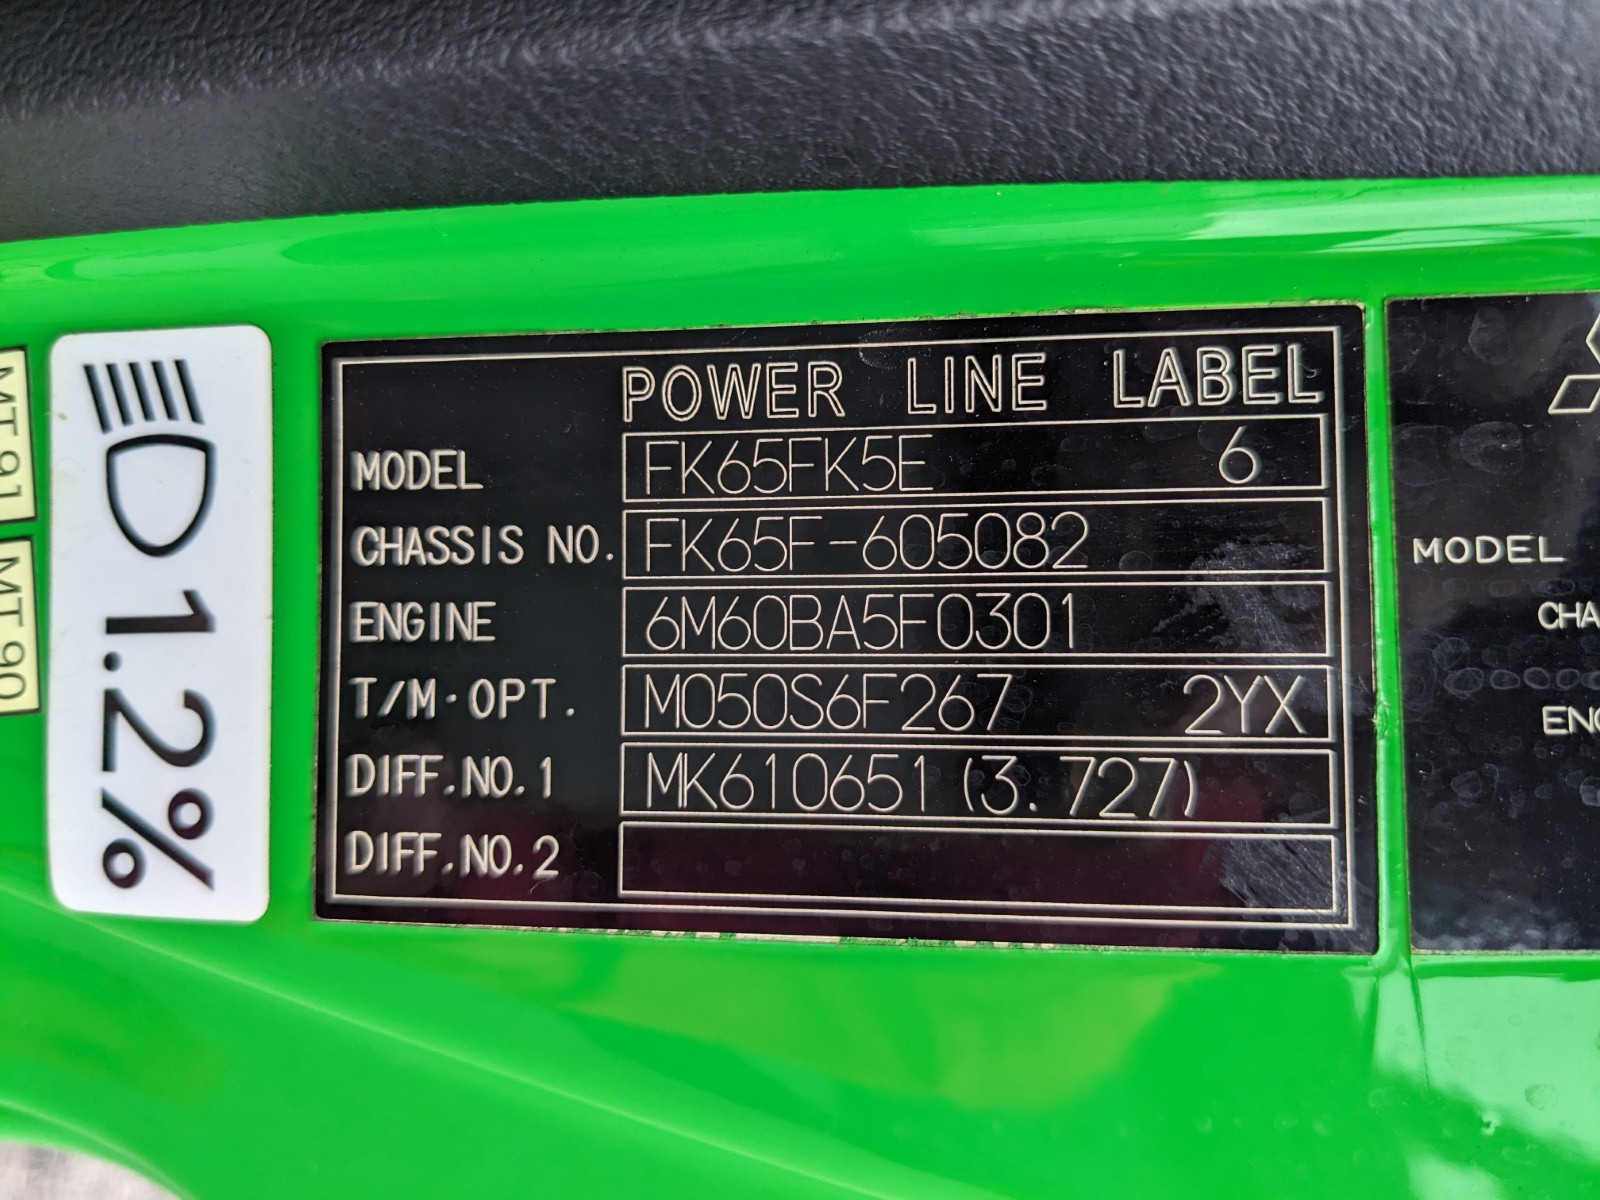 POWER LINE LABEL
MODEL FK65FK5E 6
CHASSIS NO. FK65F-605082
ENGINE 6M60BA5F0301
T/M·OPT. M050S6F267 2YX
DIFF.NO.1 MK610651(3.727)
DIFF.NO.2
1.2%
MT91
MT90
MODEL
CHA
ENG